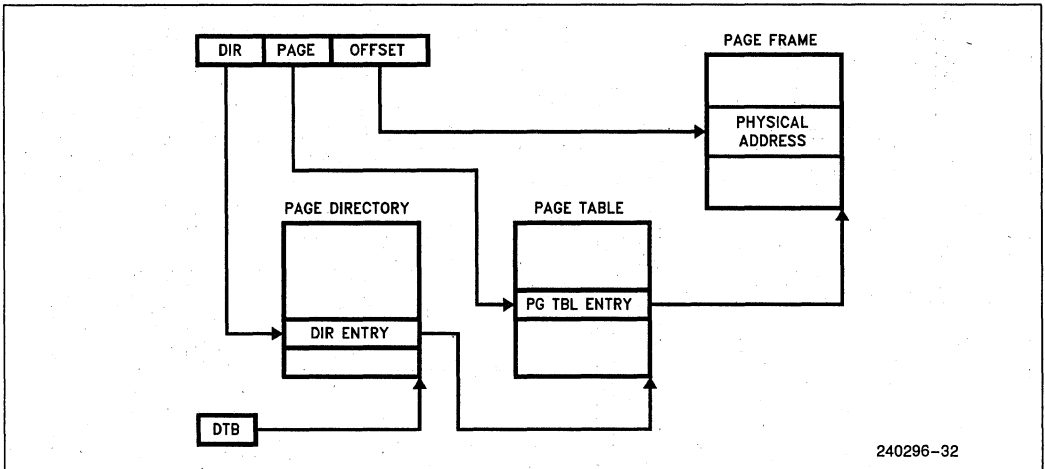 DIR PAGE OFFSET
PAGE FRAME
PHYSICAL
ADDRESS
PAGE DIRECTORY
PAGE TABLE
PG TBL ENTRY
DIR ENTRY
DTB
240296-32